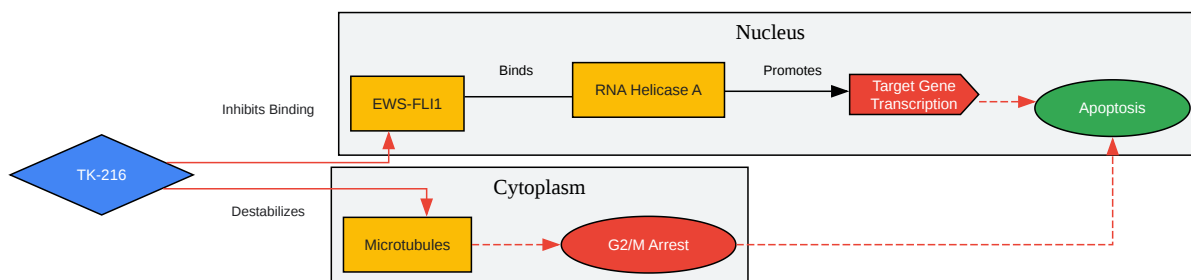 Nucleus
Binds
Promotes
EWS-FLI1
RNA Helicase A
Target Gene
Transcription
Apoptosis
Inhibits Binding
TK-216
Destabilizes
Cytoplasm
Microtubules
G2/M Arrest